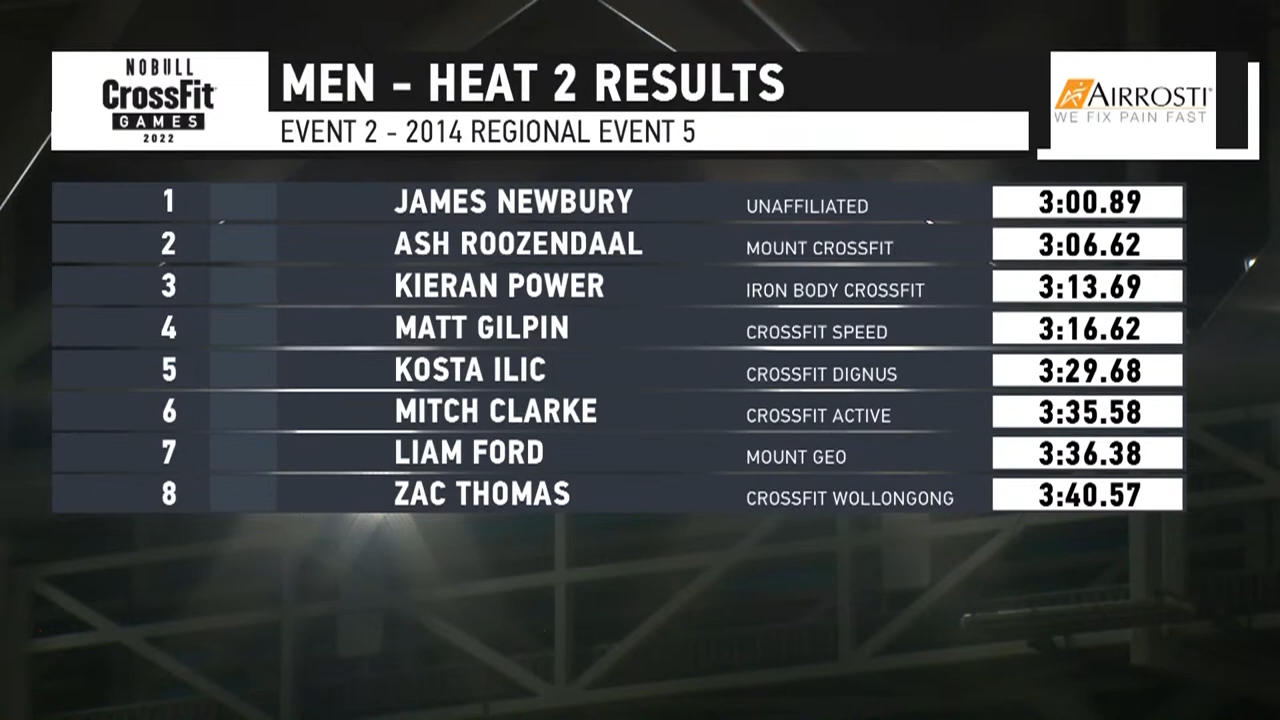 NOBULL
CrossFit
GAMES
2022
MEN - HEAT 2 RESULTS
EVENT 2 - 2014 REGIONAL EVENT 5
AIRROSTI
WE FIX PAIN FAST
1 JAMES NEWBURY UNAFFILIATED 3:00.89
2 ASH ROOZENDAAL MOUNT CROSSFIT 3:06.62
3 KIERAN POWER IRON BODY CROSSFIT 3:13.69
4 MATT GILPIN CROSSFIT SPEED 3:16.62
5 KOSTA ILIC CROSSFIT DIGNUS 3:29.68
6 MITCH CLARKE CROSSFIT ACTIVE 3:35.58
7 LIAM FORD MOUNT GEO 3:36.38
8 ZAC THOMAS CROSSFIT WOLLONGONG 3:40.57